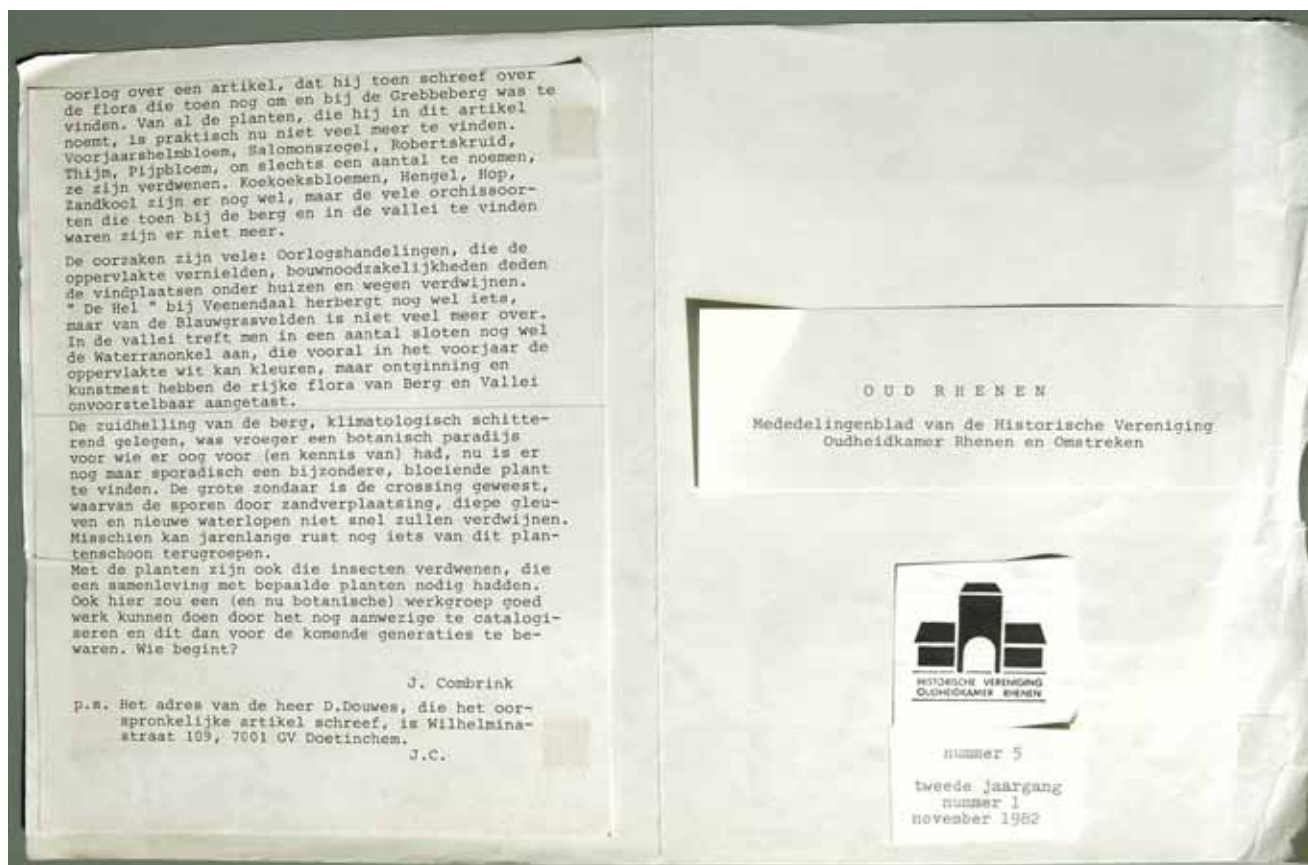 oorlog over een artikel, dat hij toen schreef over
de flora die toen nog om en bij de Grebbeberg was te
vinden. Van al de planten, die hij in dit artikel
noemt, is praktisch nu niet veel meer te vinden.
Voorjaarshelmbloem, Salomonszegel, Robertskruid,
Thijm, Pijpbloem, om slechts een aantal te noemen,
ze zijn verdwenen. Koekoeksbloemen, Hengel, Hop,
Zandkool zijn er nog wel, maar de vele orchissoor-
ten die toen bij de berg en in de vallei te vinden
waren zijn er niet meer.
De oorzaken zijn vele: Oorlogshandelingen, die de
oppervlakte vernielden, bouwnoodzakelijkheden deden
de vindplaatsen onder huizen en wegen verdwijnen.
" De Hel " bij Veenendaal herbergt nog wel iets,
maar van de Blauwgrasvelden is niet veel meer over.
In de vallei treft men in een aantal sloten nog wel
de Waterranonkel aan, die vooral in het voorjaar de
oppervlakte wit kan kleuren, maar ontginning en
kunstmest hebben de rijke flora van Berg en Vallei
onvoorstelbaar aangetast.
De zuidhelling van de berg, klimatologisch schitte-
rend gelegen, was vroeger een botanisch paradijs
voor wie er oog voor (en kennis van) had, nu is er
nog maar sporadisch een bijzondere, bloeiende plant
te vinden. De grote zondaar is de crossing geweest,
waarvan de sporen door zandverplaatsing, diepe gleu-
ven en nieuwe waterlopen niet snel zullen verdwijnen.
Misschien kan jarenlange rust nog iets van dit plan-
tenschoon terugroepen.
Met de planten zijn ook die insecten verdwenen, die
een samenleving met bepaalde planten nodig hadden.
Ook hier zou een (en nu botanische) werkgroep goed
werk kunnen doen door het nog aanwezige te catalogi-
seren en dit dan voor de komende generaties te be-
waren. Wie begint?
J. Combrink
p.s. Het adres van de heer D.Douwes, die het oor-
spronkelijke artikel schreef, is Wilhelmina-
straat 109, 7001 GV Doetinchem.
J.C.
OUD RHENEN
Mededelingenblad van de Historische Vereniging
Oudheidkamer Rhenen en Omstreken
HISTORISCHE VERENIGING
OUDHEIDKAMER RHENEN
nummer 5
tweede jaargang
nummer 1
november 1982